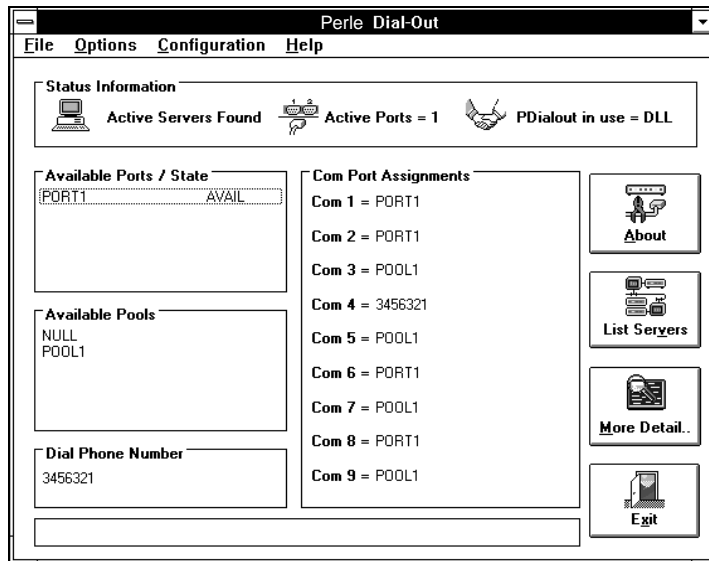 Perle Dial-Out
File Options Configuration Help
Status Information
Active Servers Found
1 2
Active Ports = 1
PDialout in use = DLL
Available Ports / State
PORT1 AVAIL
Available Pools
NULL
POOL1
Dial Phone Number
3456321
Com Port Assignments
Com 1 = PORT1
Com 2 = PORT1
Com 3 = POOL1
Com 4 = 3456321
Com 5 = POOL1
Com 6 = PORT1
Com 7 = POOL1
Com 8 = PORT1
Com 9 = POOL1
About
List Servers
More Detail..
Exit